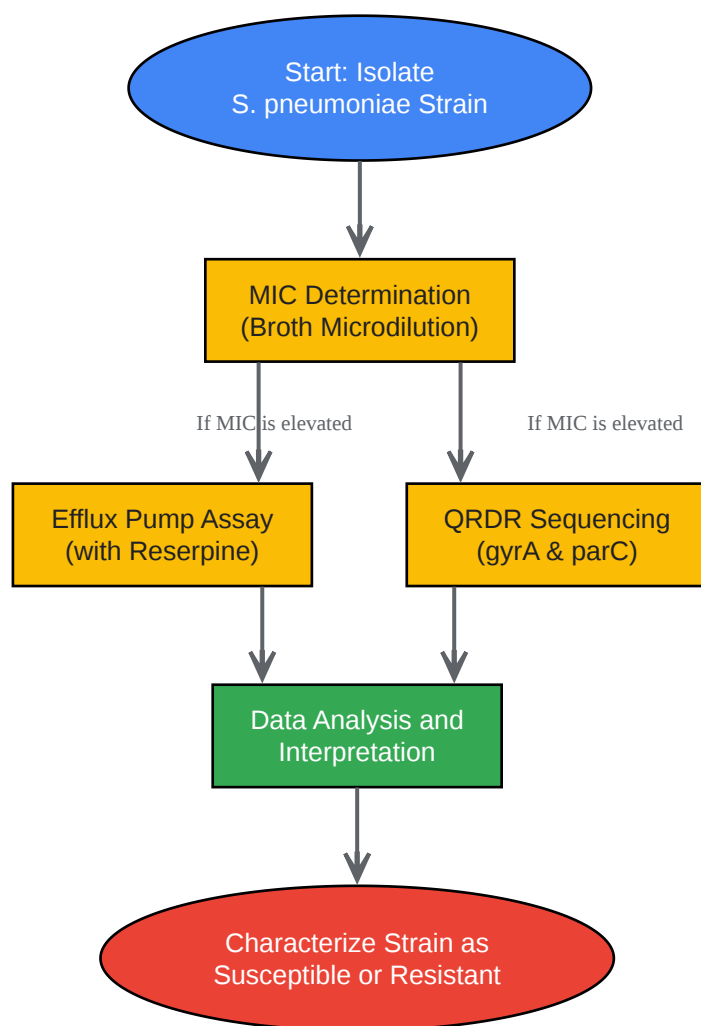 Start: Isolate
S. pneumoniae Strain
MIC Determination
(Broth Microdilution)
If MIC is elevated
If MIC is elevated
Efflux Pump Assay
(with Reserpine)
QRDR Sequencing
(gyrA & parC)
Data Analysis and
Interpretation
Characterize Strain as
Susceptible or Resistant